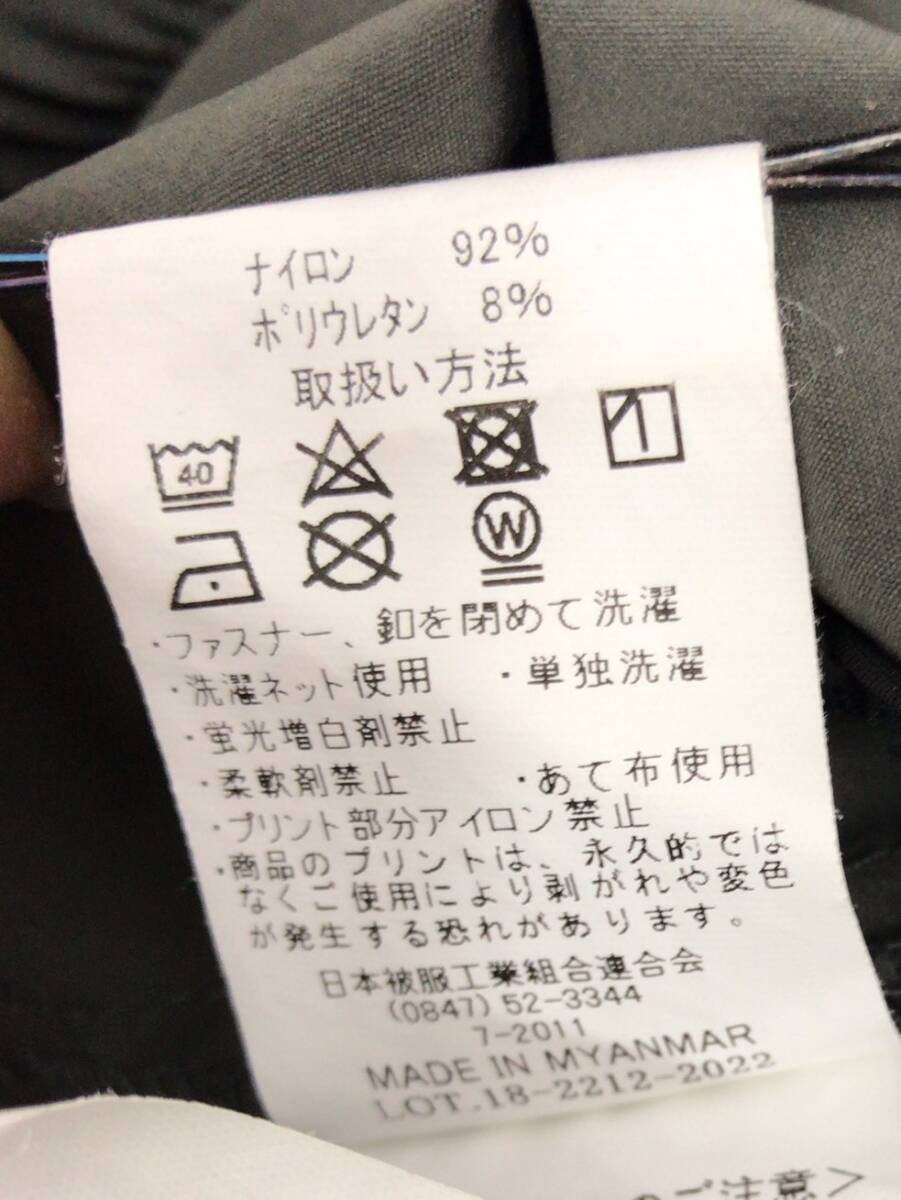 ナイロン 92%
ポリウレタン 8%
取扱い方法
40
W
・ファスナー、釦を閉めて洗濯
・洗濯ネット使用 ・単独洗濯
・蛍光増白剤禁止
・柔軟剤禁止 ・あて布使用
・プリント部分アイロン禁止
・商品のプリントは、永久的では
なくご使用により剥がれや変色
が発生する恐れがあります。
日本被服工業組合連合会
(0847) 52-3344
7-2011
MADE IN MYANMAR
LOT.18-2212-2022
ご注意>